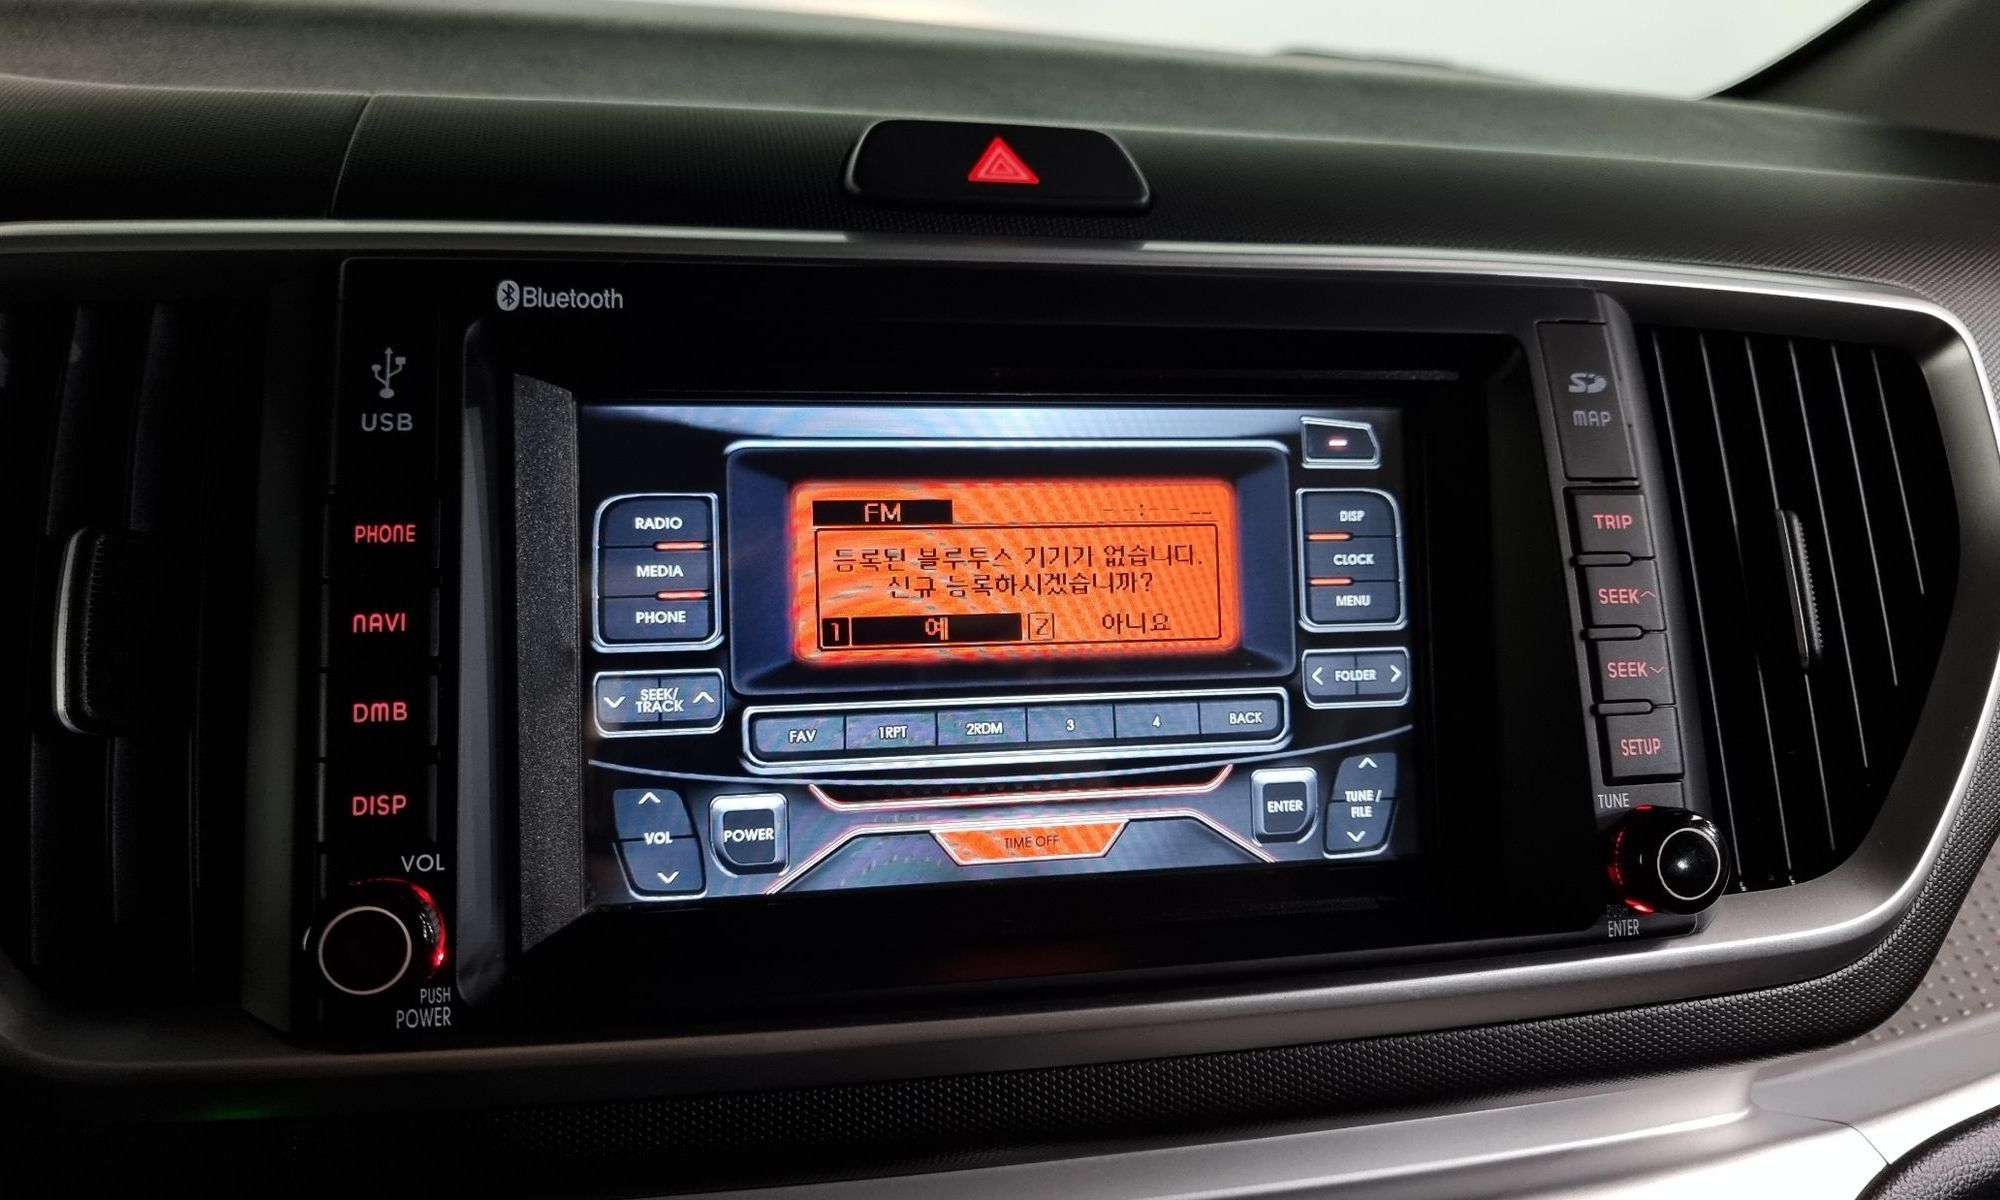 Bluetooth
USB
PHONE
NAVI
DMB
DISP
VOL
PUSH
POWER
RADIO
MEDIA
PHONE
SEEK/
TRACK
FM
등록된 블루투스 기기가 없습니다.
신규 등록하시겠습니까?
1 예 2 아니요
DISP
CLOCK
MENU
FOLDER
FAV 1RPT 2RDM 3 4 BACK
VOL
POWER
TIME OFF
ENTER
TUNE/
FILE
SD
MAP
TRIP
SEEK
SEEK
SETUP
TUNE
PUSH
ENTER